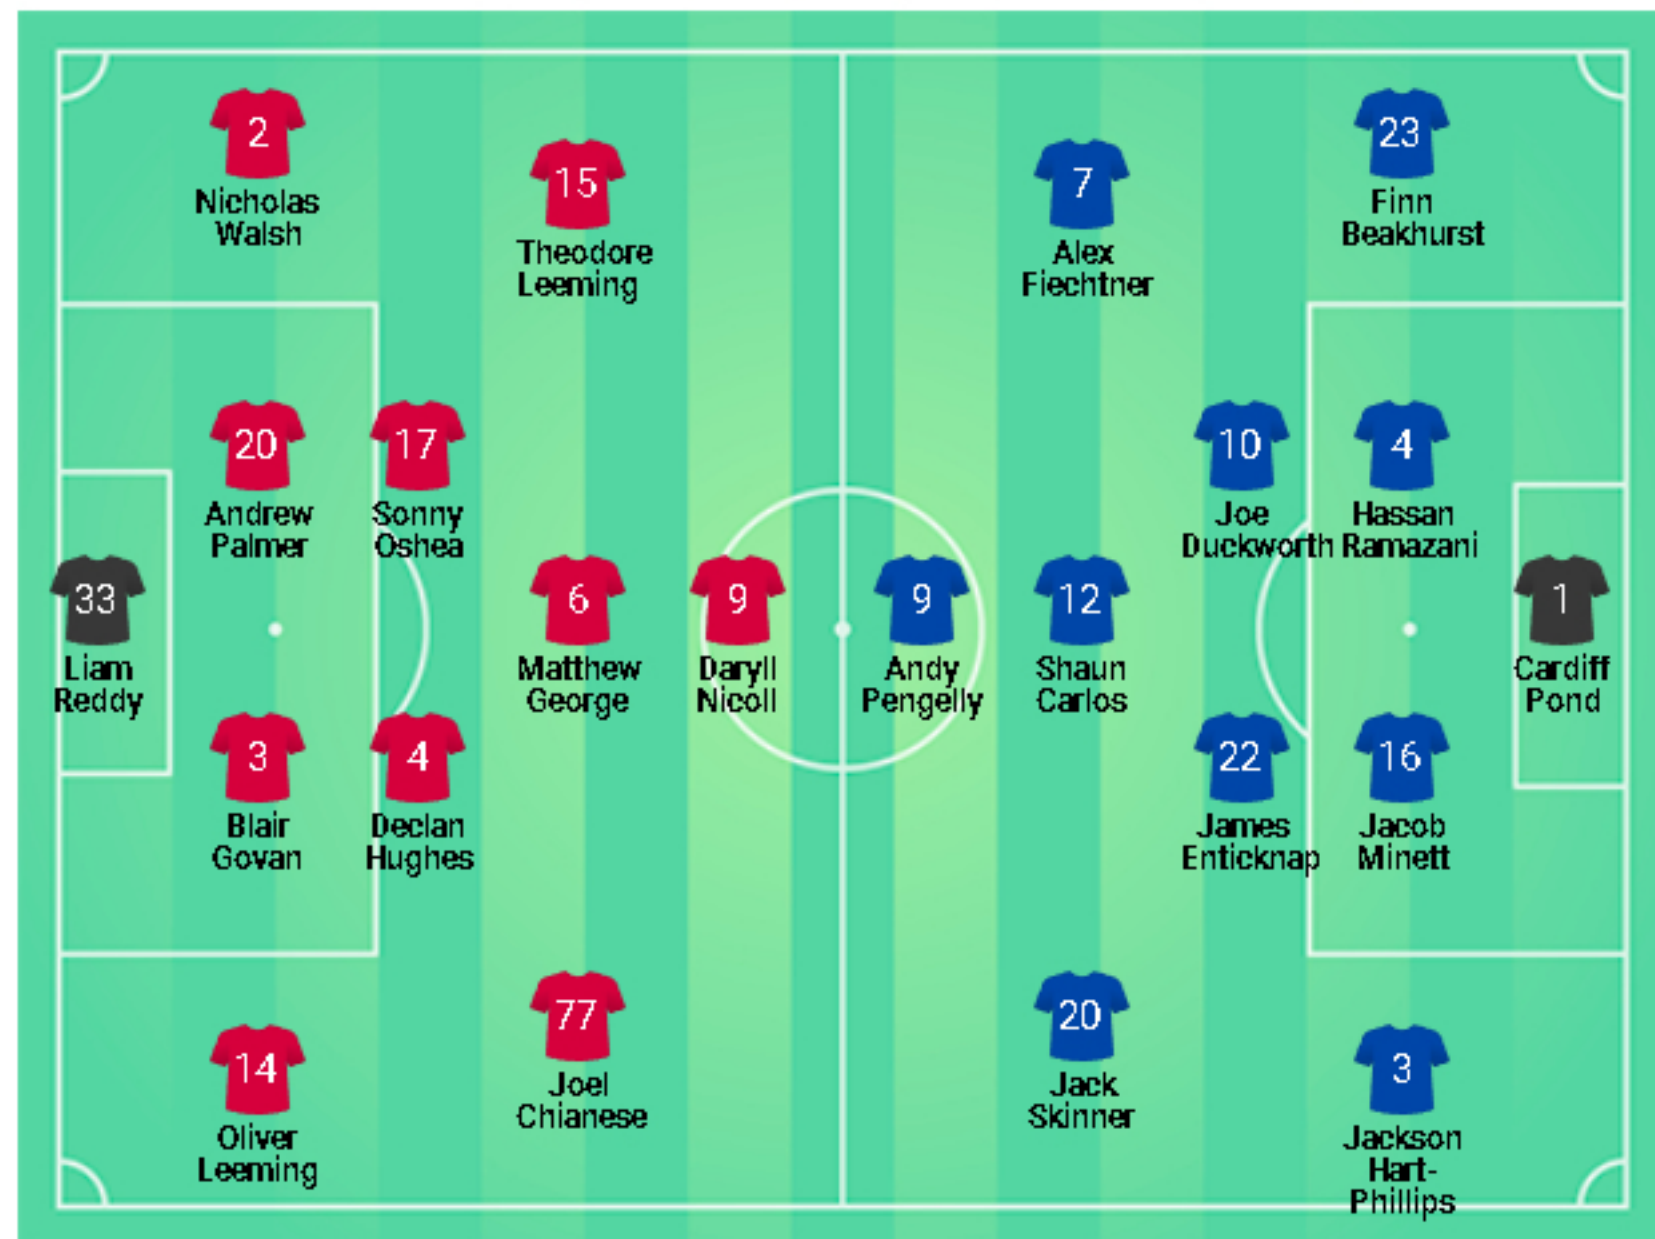 2
Nicholas
Walsh
15
Theodore
Leeming
7
Alex
Fiechtner
23
Finn
Beakhurst
20
Andrew
Palmer
17
Sonny
Oshea
10
Joe
Duckworth
4
Hassan
Ramazani
33
Liam
Reddy
6
Matthew
George
9
Daryll
Nicoll
9
Andy
Pengelly
12
Shaun
Carlos
1
Cardiff
Pond
3
Blair
Govan
4
Declan
Hughes
22
James
Enticknap
16
Jacob
Minett
14
Oliver
Leeming
77
Joel
Chianese
20
Jack
Skinner
3
Jackson
Hart-
Phillips